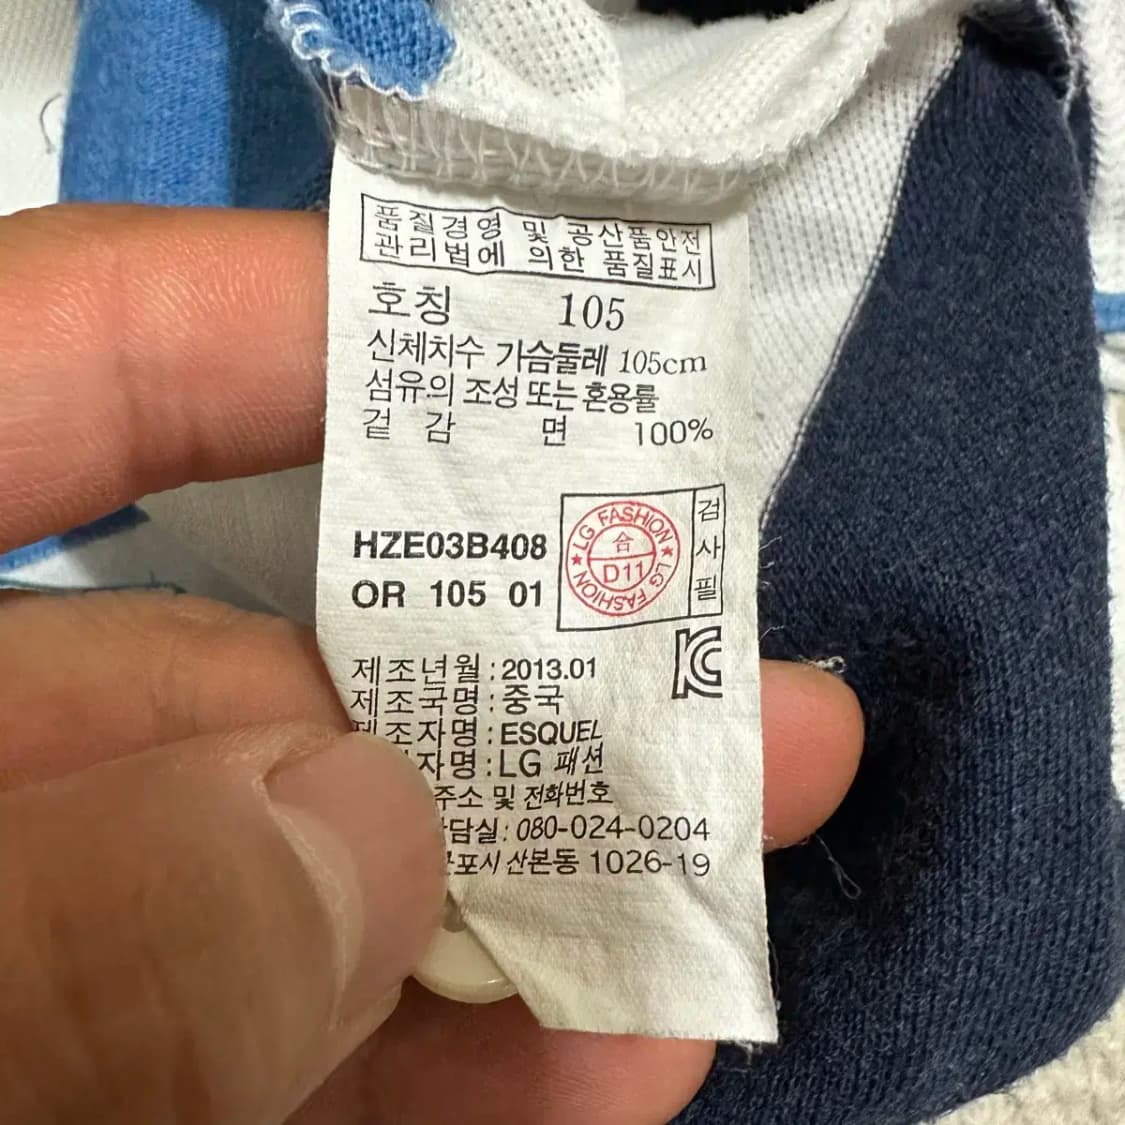 품질경영 및 공산품안전
관리법에 의한 품질표시
호칭 105
신체치수 가슴둘레 105cm
섬유의 조성 또는 혼용률
겉 감 면 100%
HZE03B408
OR 105 01
LG FASHION ★ LG FASHION ★
合
D11
검사필
KC
제조년월 : 2013.01
제조국명 : 중국
제조자명 : ESQUEL
자명 : LG 패션
주소 및 전화번호
담실 : 080-024-0204
포시 산본동 1026-19